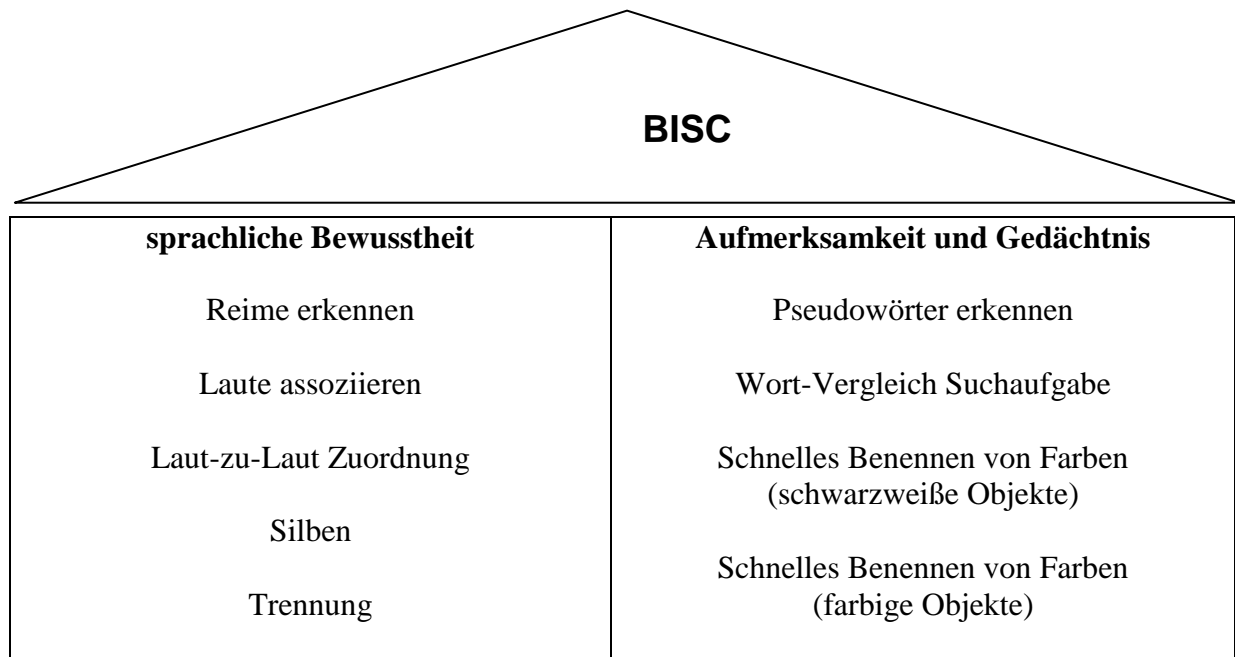 BISC
sprachliche Bewusstheit
Reime erkennen
Laute assoziieren
Laut-zu-Laut Zuordnung
Silben
Trennung
Aufmerksamkeit und Gedächtnis
Pseudowörter erkennen
Wort-Vergleich Suchaufgabe
Schnelles Benennen von Farben
(schwarzweiße Objekte)
Schnelles Benennen von Farben
(farbige Objekte)